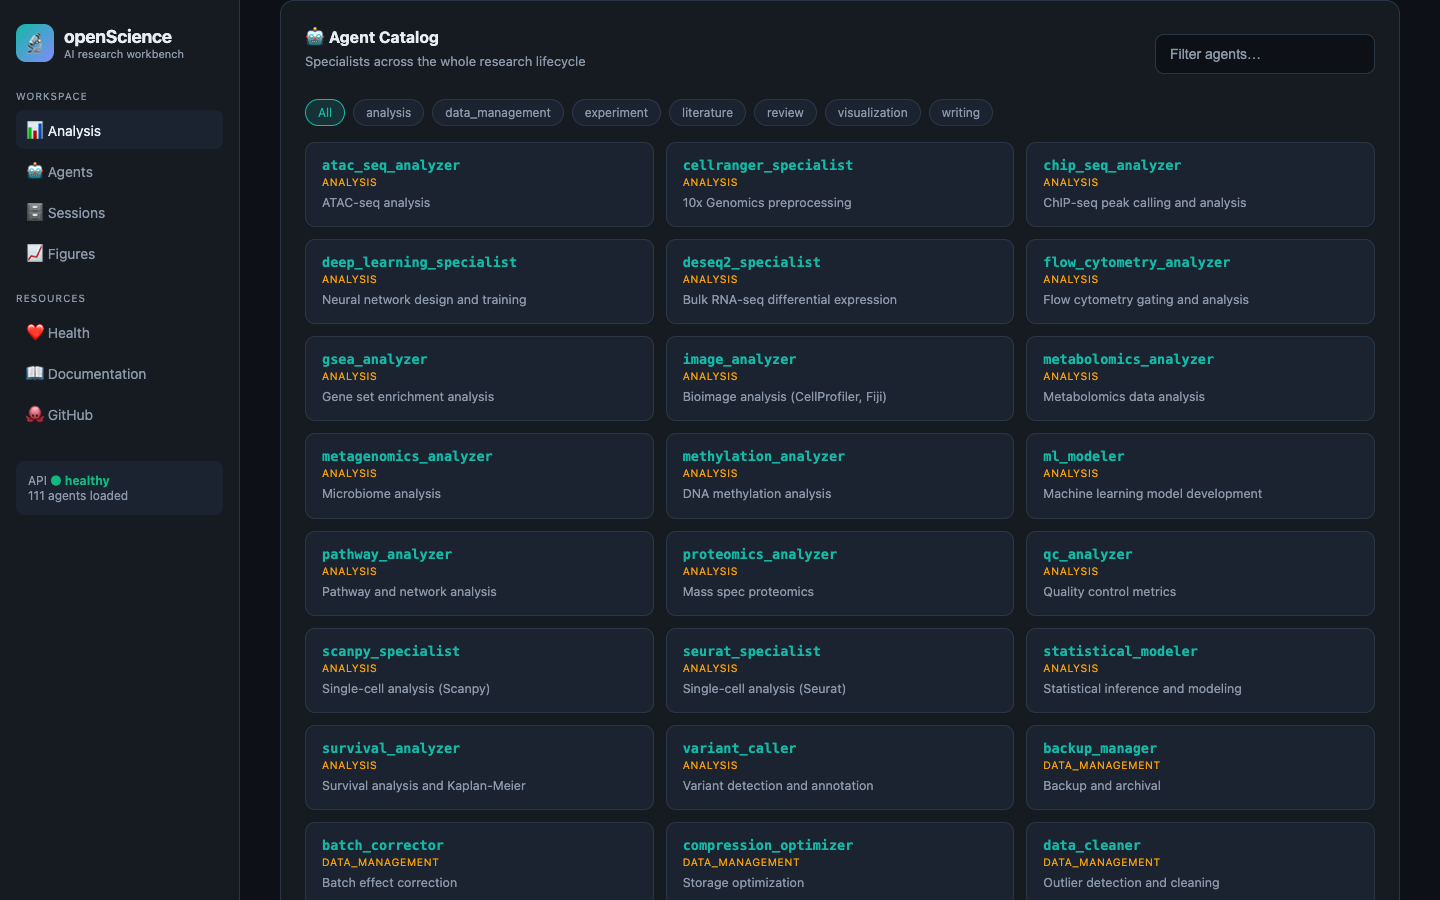 openScience
AI research workbench
WORKSPACE
Analysis
Agents
Sessions
Figures
RESOURCES
Health
Documentation
GitHub
API healthy
111 agents loaded
Agent Catalog
Specialists across the whole research lifecycle
Filter agents...
All analysis data_management experiment literature review visualization writing
atac_seq_analyzer
ANALYSIS
ATAC-seq analysis
cellranger_specialist
ANALYSIS
10x Genomics preprocessing
chip_seq_analyzer
ANALYSIS
ChIP-seq peak calling and analysis
deep_learning_specialist
ANALYSIS
Neural network design and training
deseq2_specialist
ANALYSIS
Bulk RNA-seq differential expression
flow_cytometry_analyzer
ANALYSIS
Flow cytometry gating and analysis
gsea_analyzer
ANALYSIS
Gene set enrichment analysis
image_analyzer
ANALYSIS
Bioimage analysis (CellProfiler, Fiji)
metabolomics_analyzer
ANALYSIS
Metabolomics data analysis
metagenomics_analyzer
ANALYSIS
Microbiome analysis
methylation_analyzer
ANALYSIS
DNA methylation analysis
ml_modeler
ANALYSIS
Machine learning model development
pathway_analyzer
ANALYSIS
Pathway and network analysis
proteomics_analyzer
ANALYSIS
Mass spec proteomics
qc_analyzer
ANALYSIS
Quality control metrics
scanpy_specialist
ANALYSIS
Single-cell analysis (Scanpy)
seurat_specialist
ANALYSIS
Single-cell analysis (Seurat)
statistical_modeler
ANALYSIS
Statistical inference and modeling
survival_analyzer
ANALYSIS
Survival analysis and Kaplan-Meier
variant_caller
ANALYSIS
Variant detection and annotation
backup_manager
DATA_MANAGEMENT
Backup and archival
batch_corrector
DATA_MANAGEMENT
Batch effect correction
compression_optimizer
DATA_MANAGEMENT
Storage optimization
data_cleaner
DATA_MANAGEMENT
Outlier detection and cleaning